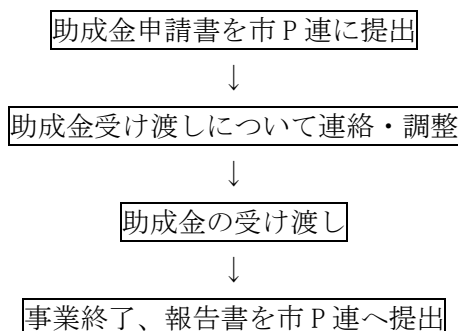 助成金申請書を市P連に提出
↓
助成金受け渡しについて連絡・調整
↓
助成金の受け渡し
↓
事業終了、報告書を市P連へ提出